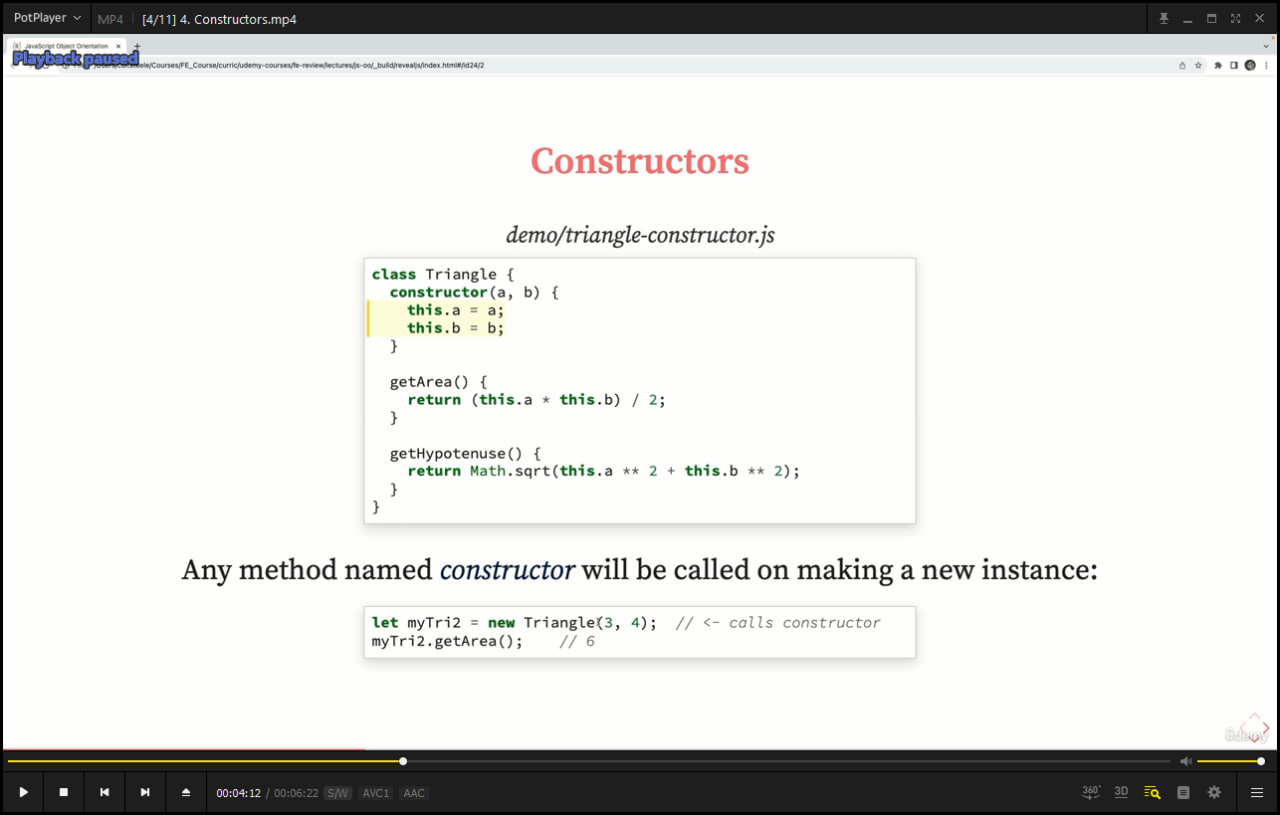 PotPlayer MP4 [4/11] 4. Constructors.mp4
JavaScript Object Orientation
Playback paused
/Courses/FE_Course/curric/udemy-courses/fe-review/lectures/js-oo/_build/revealjs/index.html#/id24/2
Constructors
demo/triangle-constructor.js
class Triangle {
  constructor(a, b) {
    this.a = a;
    this.b = b;
  }
  getArea() {
    return (this.a * this.b) / 2;
  }
  getHypotenuse() {
    return Math.sqrt(this.a ** 2 + this.b ** 2);
  }
}
Any method named constructor will be called on making a new instance:
let myTri2 = new Triangle(3, 4);  // <- calls constructor
myTri2.getArea();    // 6
ûdemy
00:04:12 / 00:06:22 S/W AVC1 AAC 360° 3D